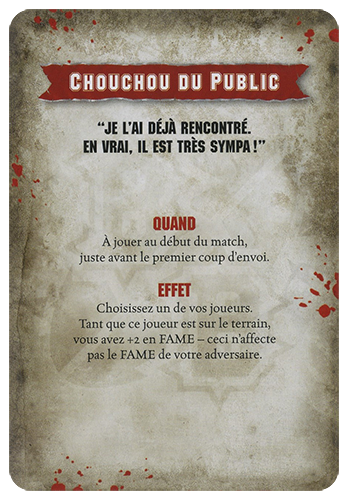 CHOUCHOU DU PUBLIC
“JE L’AI DÉJÀ RENCONTRÉ.
EN VRAI, IL EST TRÈS SYMPA !”
QUAND
À jouer au début du match,
juste avant le premier coup d’envoi.
EFFET
Choisissez un de vos joueurs.
Tant que ce joueur est sur le terrain,
vous avez +2 en FAME – ceci n’affecte
pas le FAME de votre adversaire.